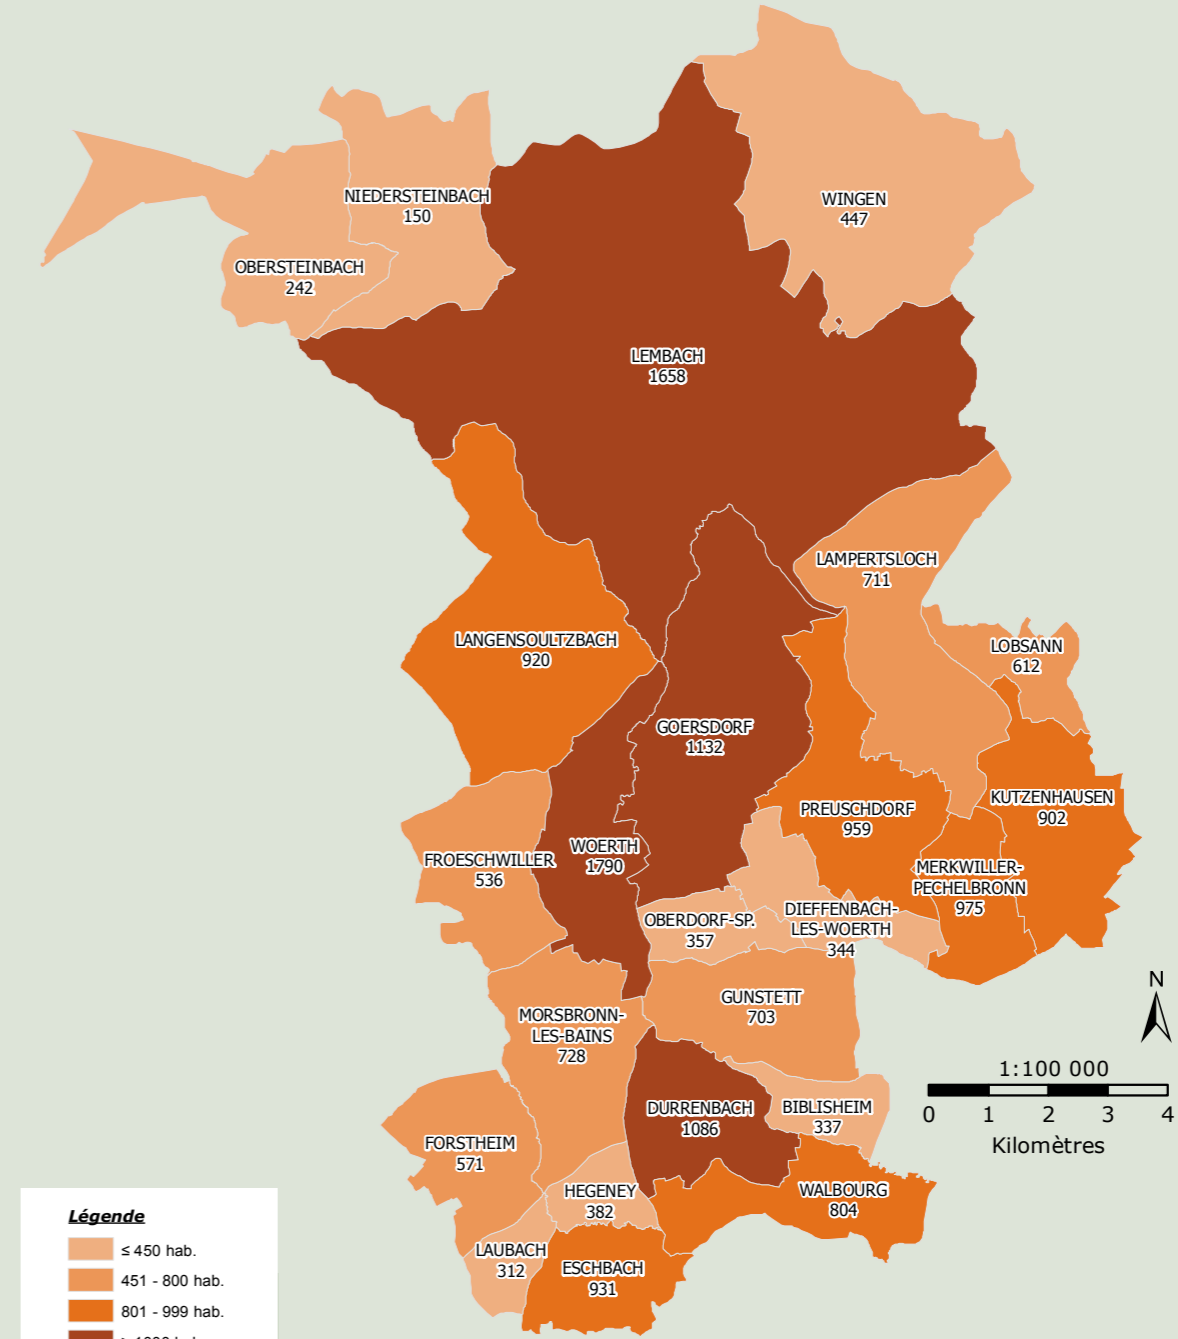 NIEDERSTEINBACH
150
WINGEN
447
OBERSTEINBACH
242
LEMBACH
1658
LAMPERTSLOCH
711
LANGENSOULTZBACH
920
LOBSANN
612
GOERSDORF
1132
KUTZENHAUSEN
902
PREUSCHDORF
959
WOERTH
1790
FROESCHWILLER
536
MERKWILLER-
PECHELBRONN
975
DIEFFENBACH-
LES-WOERTH
344
OBERDORF-SP.
357
GUNSTETT
703
MORSBRONN-
LES-BAINS
728
N
1:100 000
0 1 2 3 4
Kilomètres
DURRENBACH
1086
BIBLISHEIM
337
FORSTHEIM
571
HEGENEY
382
WALBOURG
804
LAUBACH
312
ESCHBACH
931
Légende
≤ 450 hab.
451 - 800 hab.
801 - 999 hab.